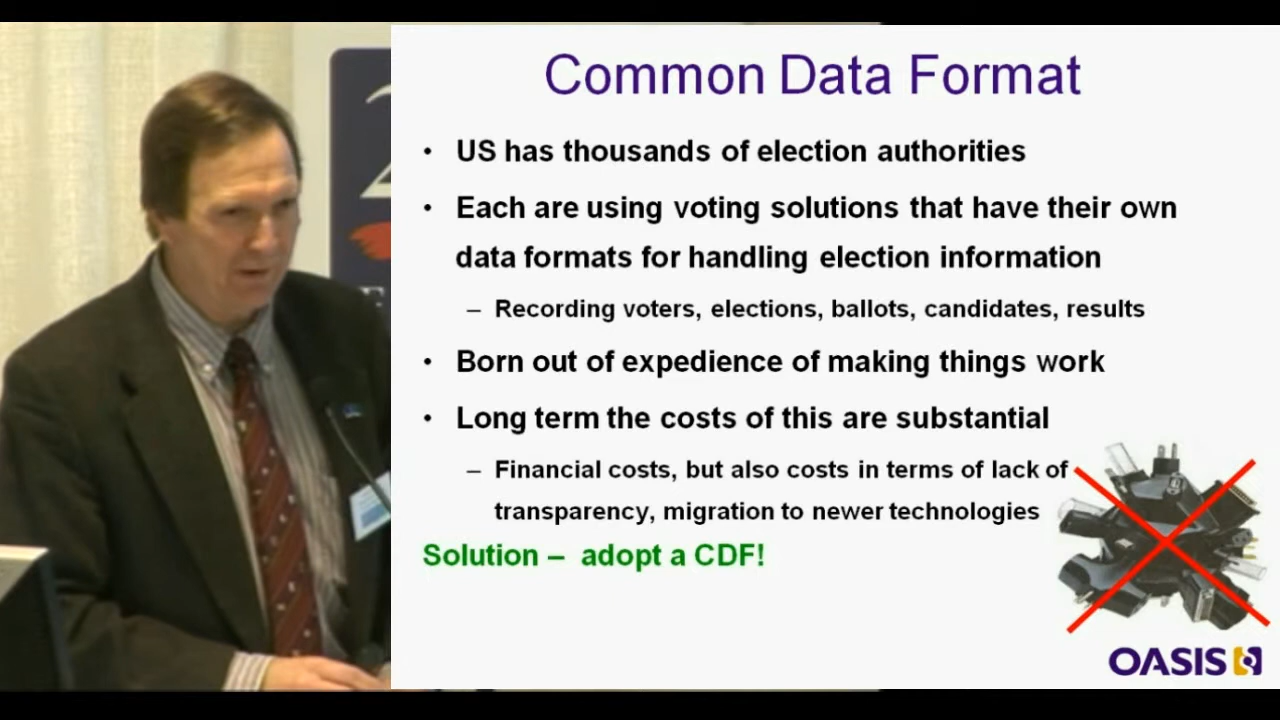 Common Data Format
• US has thousands of election authorities
• Each are using voting solutions that have their own
data formats for handling election information
– Recording voters, elections, ballots, candidates, results
• Born out of expedience of making things work
• Long term the costs of this are substantial
– Financial costs, but also costs in terms of lack of
transparency, migration to newer technologies
Solution – adopt a CDF!
OASIS